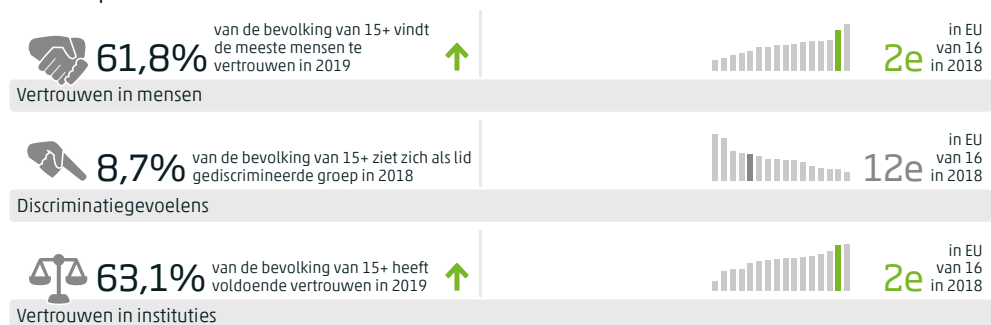 61,8%
van de bevolking van 15+ vindt
de meeste mensen te
vertrouwen in 2019
2e
in EU
van 16
in 2018
Vertrouwen in mensen
8,7%
van de bevolking van 15+ ziet zich als lid
gediscrimineerde groep in 2018
12e
in EU
van 16
in 2018
Discriminatiegevoelens
63,1%
van de bevolking van 15+ heeft
voldoende vertrouwen in 2019
2e
in EU
van 16
in 2018
Vertrouwen in instituties